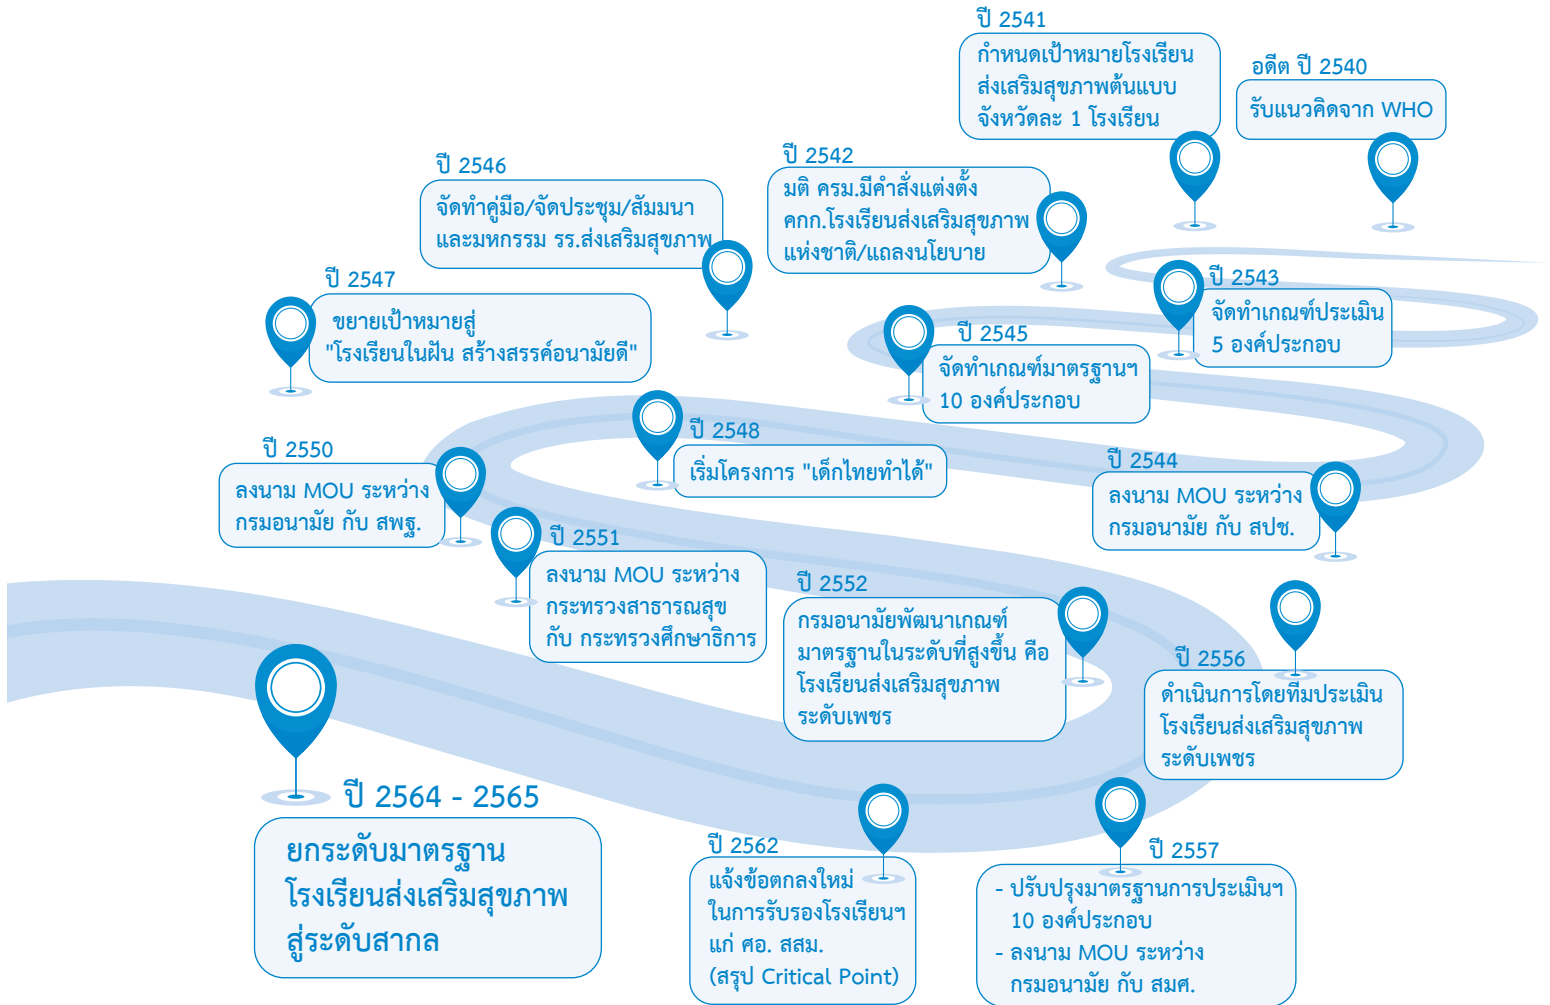 ปี 2541
กำหนดเป้าหมายโรงเรียน
ส่งเสริมสุขภาพต้นแบบ
จังหวัดละ 1 โรงเรียน
อดีต ปี 2540
รับแนวคิดจาก WHO
ปี 2546
จัดทำคู่มือ/จัดประชุม/สัมมนา
และมหกรรม รร.ส่งเสริมสุขภาพ
ปี 2542
มติ ครม.มีคำสั่งแต่งตั้ง
คกก.โรงเรียนส่งเสริมสุขภาพ
แห่งชาติ/แถลงนโยบาย
ปี 2547
ขยายเป้าหมายสู่
"โรงเรียนในฝัน สร้างสรรค์อนามัยดี"
ปี 2545
จัดทำเกณฑ์มาตรฐานฯ
10 องค์ประกอบ
ปี 2543
จัดทำเกณฑ์ประเมิน
5 องค์ประกอบ
ปี 2550
ลงนาม MOU ระหว่าง
กรมอนามัย กับ สพฐ.
ปี 2548
เริ่มโครงการ "เด็กไทยทำได้"
ปี 2544
ลงนาม MOU ระหว่าง
กรมอนามัย กับ สปช.
ปี 2551
ลงนาม MOU ระหว่าง
กระทรวงสาธารณสุข
กับ กระทรวงศึกษาธิการ
ปี 2552
กรมอนามัยพัฒนาเกณฑ์
มาตรฐานในระดับที่สูงขึ้น คือ
โรงเรียนส่งเสริมสุขภาพ
ระดับเพชร
ปี 2556
ดำเนินการโดยทีมประเมิน
โรงเรียนส่งเสริมสุขภาพ
ระดับเพชร
ปี 2564 - 2565
ยกระดับมาตรฐาน
โรงเรียนส่งเสริมสุขภาพ
สู่ระดับสากล
ปี 2562
แจ้งข้อตกลงใหม่
ในการรับรองโรงเรียนฯ
แก่ ศอ. สสม.
(สรุป Critical Point)
ปี 2557
- ปรับปรุงมาตรฐานการประเมินฯ
10 องค์ประกอบ
- ลงนาม MOU ระหว่าง
กรมอนามัย กับ สมศ.